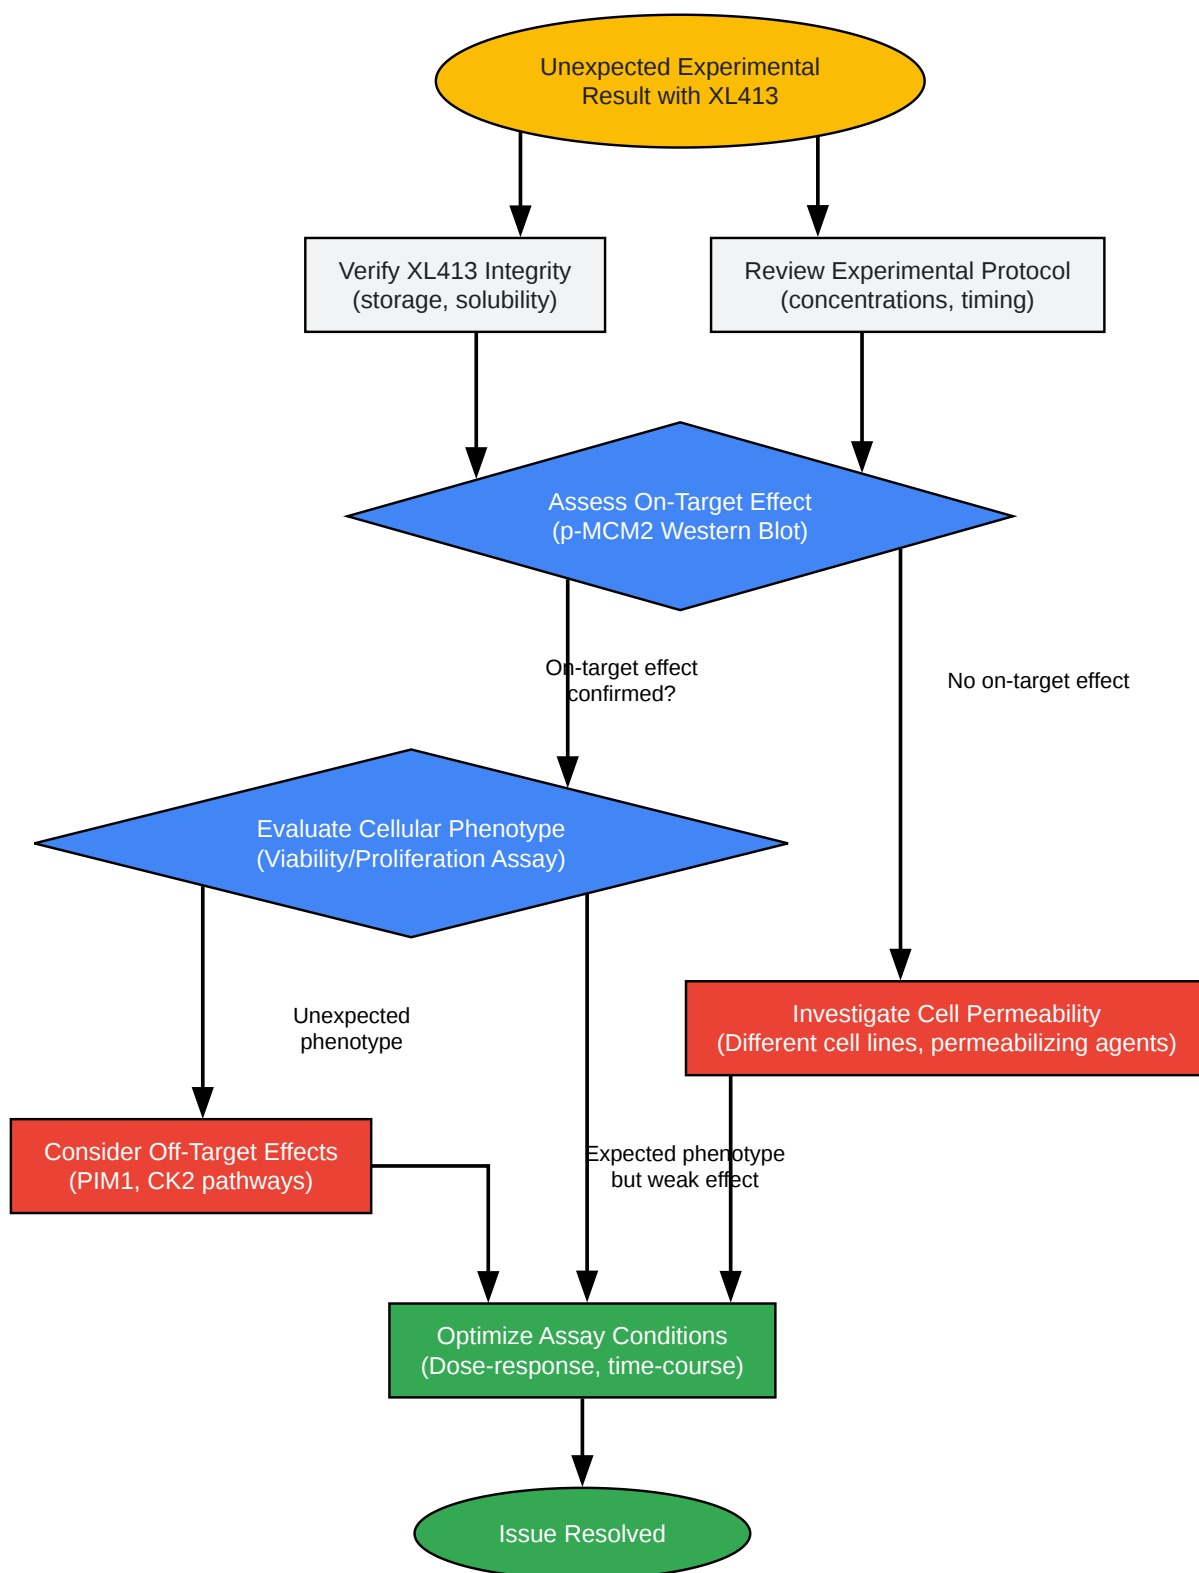 Unexpected Experimental
Result with XL413
Verify XL413 Integrity
(storage, solubility)
Review Experimental Protocol
(concentrations, timing)
Assess On-Target Effect
(p-MCM2 Western Blot)
On-target effect
confirmed?
No on-target effect
Evaluate Cellular Phenotype
(Viability/Proliferation Assay)
Unexpected
phenotype
Investigate Cell Permeability
(Different cell lines, permeabilizing agents)
Consider Off-Target Effects
(PIM1, CK2 pathways)
Expected phenotype
but weak effect
Optimize Assay Conditions
(Dose-response, time-course)
Issue Resolved